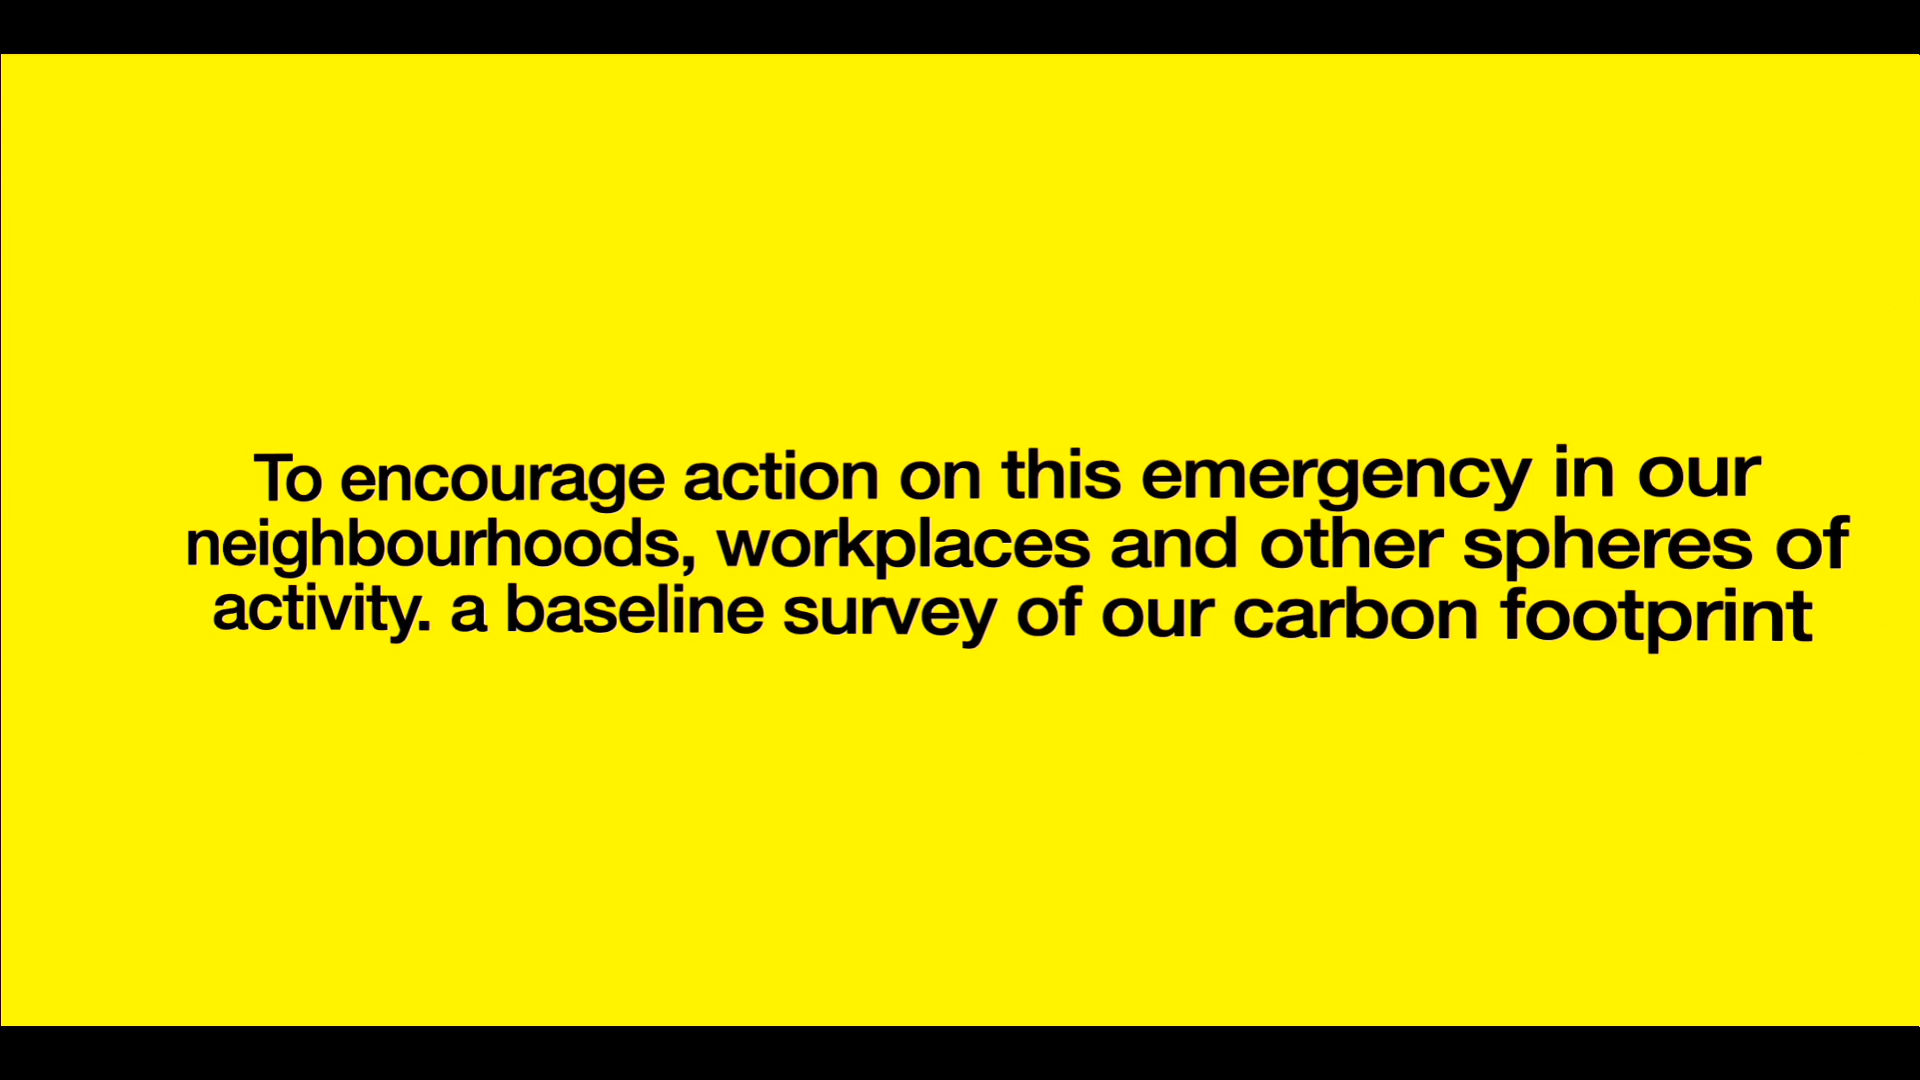 To encourage action on this emergency in our
neighbourhoods, workplaces and other spheres of
activity. a baseline survey of our carbon footprint